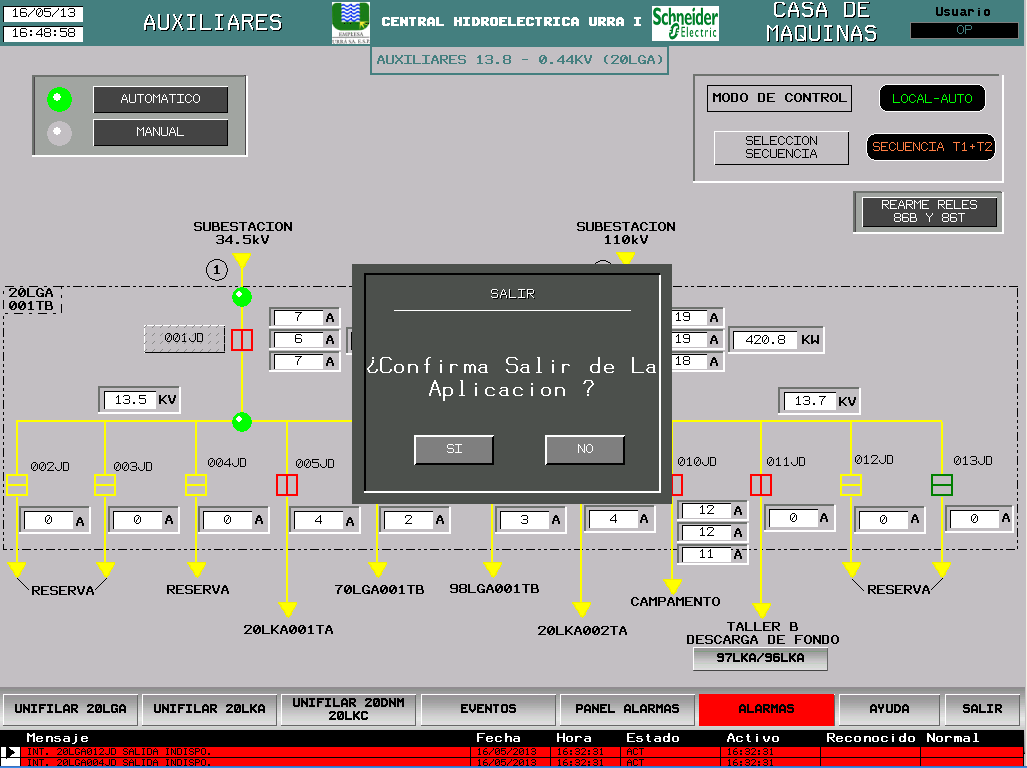 16/05/13
16:48:58
AUXILIARES
EMPRESA
URRA S.A. E.S.P
CENTRAL HIDROELECTRICA URRA I
Schneider
Electric
CASA DE
MAQUINAS
Usuario
OP
AUXILIARES 13.8 - 0.44KV (20LGA)
AUTOMATICO
MANUAL
MODO DE CONTROL
LOCAL-AUTO
SELECCION
SECUENCIA
SECUENCIA T1+T2
REARME RELES
86B Y 86T
SUBESTACION
34.5kV
SUBESTACION
110kV
1
20LGA
001TB
001JD
7 A
6 A
7 A
19 A
19 A
18 A
420.8 KW
SALIR
¿Confirma Salir de La
Aplicacion ?
SI
NO
13.5 KV
13.7 KV
002JD
003JD
004JD
005JD
010JD
011JD
012JD
013JD
0 A
0 A
0 A
4 A
2 A
3 A
4 A
12 A
12 A
11 A
0 A
0 A
0 A
RESERVA
RESERVA
20LKA001TA
70LGA001TB
98LGA001TB
20LKA002TA
CAMPAMENTO
TALLER B
DESCARGA DE FONDO
97LKA/96LKA
RESERVA
UNIFILAR 20LGA
UNIFILAR 20LKA
UNIFILAR 20DNM
20LKC
EVENTOS
PANEL ALARMAS
ALARMAS
AYUDA
SALIR
Mensaje Fecha Hora Estado Activo Reconocido Normal
INT. 20LGA012JD SALIDA INDISPO. 16/05/2013 16:32:31 ACT 16:32:31
INT. 20LGA004JD SALIDA INDISPO. 16/05/2013 16:32:31 ACT 16:32:31